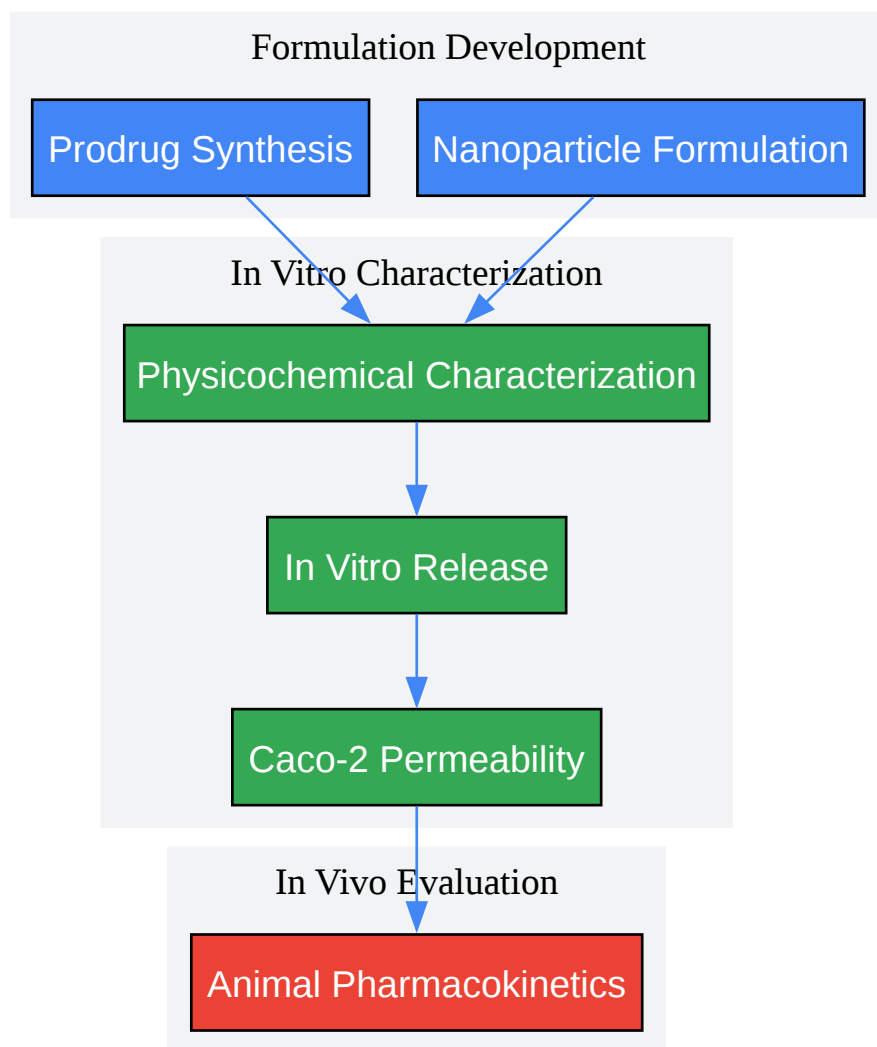 Formulation Development
Prodrug Synthesis
Nanoparticle Formulation
In Vitro Characterization
Physicochemical Characterization
In Vitro Release
Caco-2 Permeability
In Vivo Evaluation
Animal Pharmacokinetics